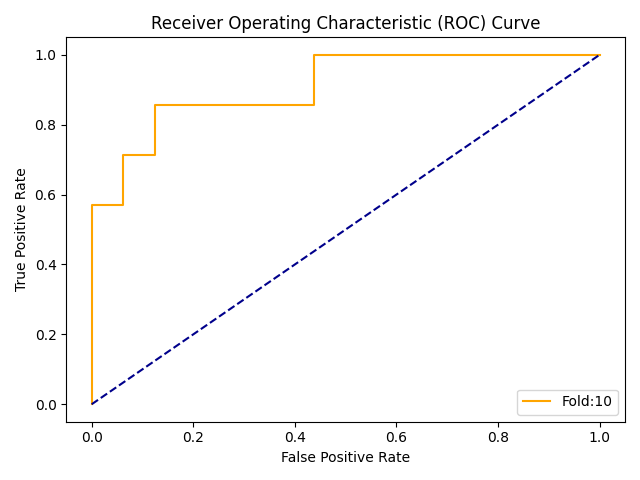 Receiver Operating Characteristic (ROC) Curve
True Positive Rate
1.0
0.8
0.6
0.4
0.2
0.0
0.0 0.2 0.4 0.6 0.8 1.0
False Positive Rate
Fold:10